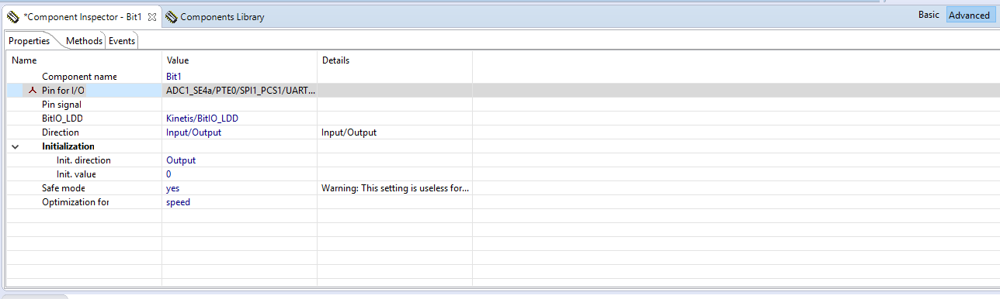 *Component Inspector - Bit1 Components Library Basic Advanced
Properties Methods Events
Name Value Details
Component name Bit1
Pin for I/O ADC1_SE4a/PTE0/SPI1_PCS1/UART...
Pin signal
BitIO_LDD Kinetis/BitIO_LDD
Direction Input/Output Input/Output
Initialization
Init. direction Output
Init. value 0
Safe mode yes Warning: This setting is useless for...
Optimization for speed